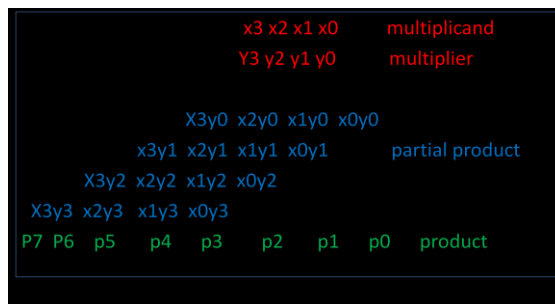 x3 x2 x1 x0 multiplicand
Y3 y2 y1 y0 multiplier
X3y0 x2y0 x1y0 x0y0
x3y1 x2y1 x1y1 x0y1 partial product
X3y2 x2y2 x1y2 x0y2
X3y3 x2y3 x1y3 x0y3
P7 P6 p5 p4 p3 p2 p1 p0 product